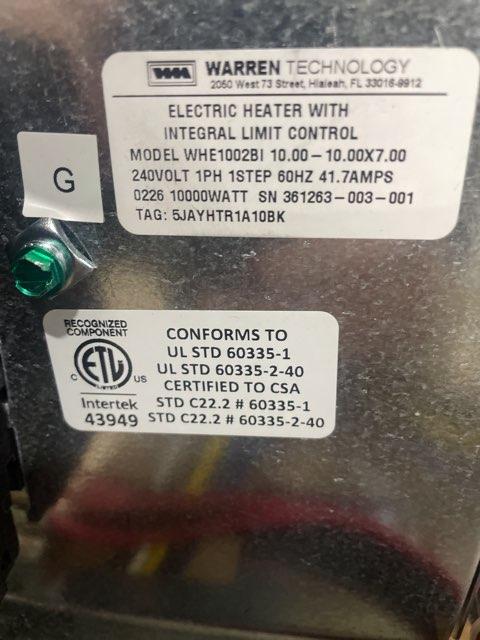 WARREN TECHNOLOGY
2050 West 73 Street, Hialeah, FL 33016-9912
ELECTRIC HEATER WITH
INTEGRAL LIMIT CONTROL
MODEL WHE1002BI 10.00-10.00X7.00
240VOLT 1PH 1STEP 60HZ 41.7AMPS
0226 10000WATT SN 361263-003-001
TAG: 5JAYHTR1A10BK
G
RECOGNIZED
COMPONENT
ETL
LISTED
C US
Intertek
43949
CONFORMS TO
UL STD 60335-1
UL STD 60335-2-40
CERTIFIED TO CSA
STD C22.2 # 60335-1
STD C22.2 # 60335-2-40